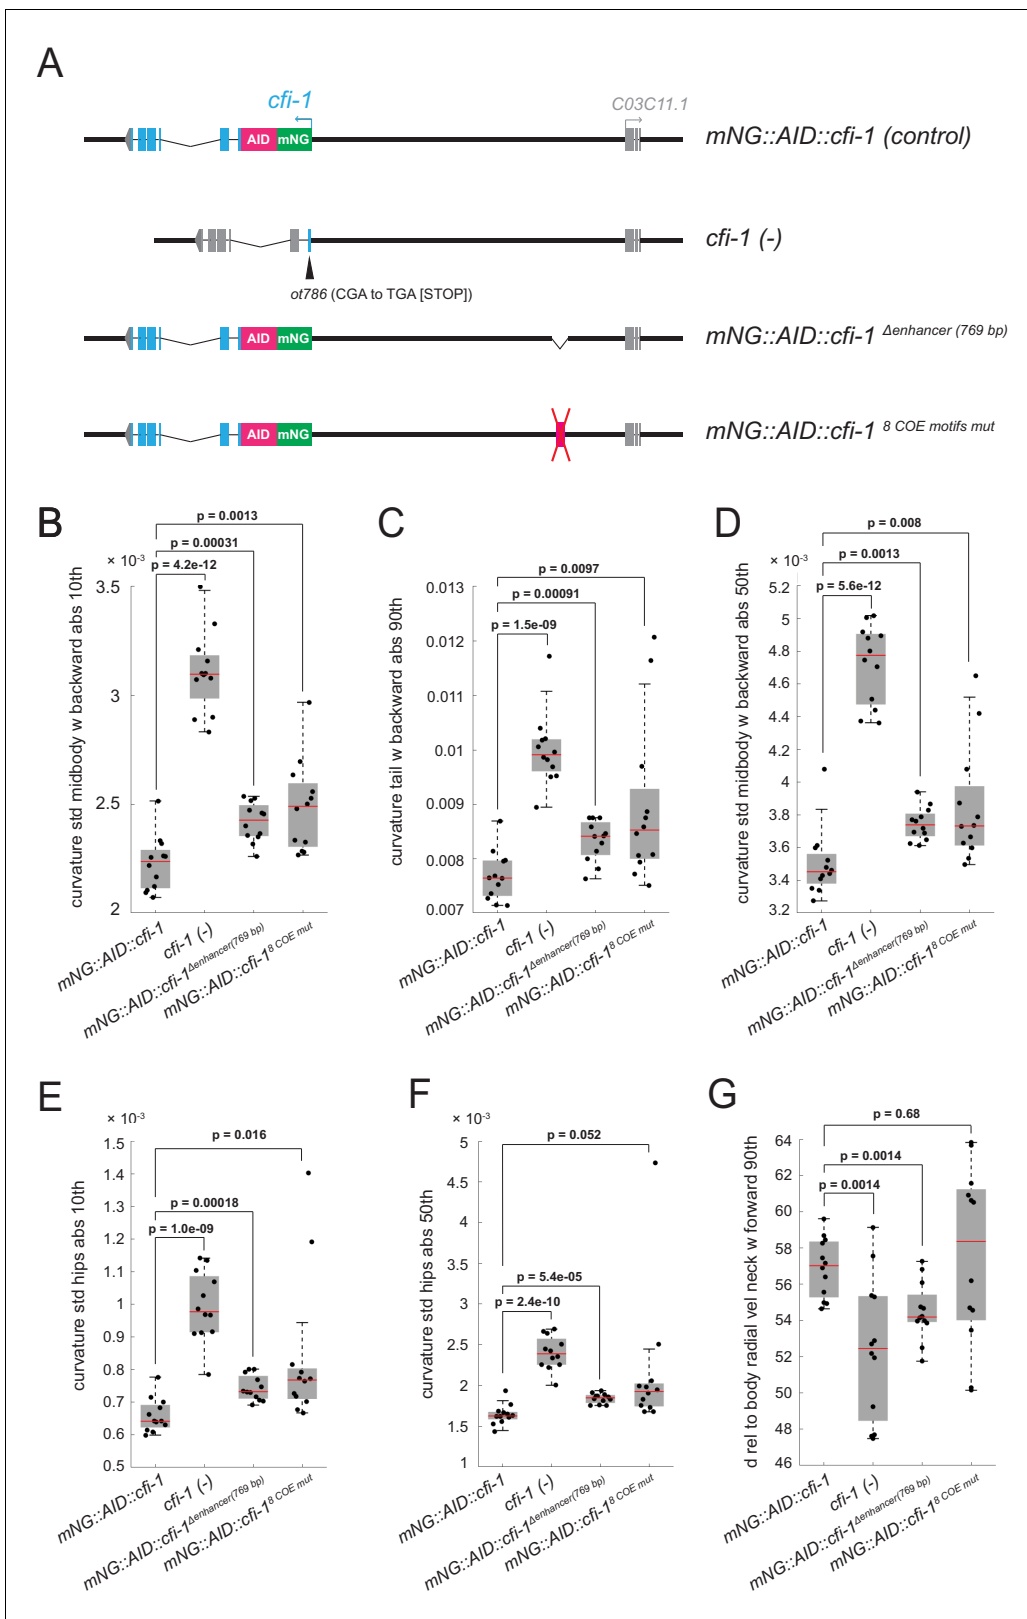 A
cfi-1
C03C11.1
AID mNG
mNG::AID::cfi-1 (control)
cfi-1 (-)
ot786 (CGA to TGA [STOP])
AID mNG
mNG::AID::cfi-1 Δenhancer (769 bp)
AID mNG
mNG::AID::cfi-1 8 COE motifs mut
B
p = 0.0013
p = 0.00031
p = 4.2e-12
× 10-3
curvature std midbody w backward abs 10th
3.5
3
2.5
2
mNG::AID::cfi-1
cfi-1 (-)
mNG::AID::cfi-1Δenhancer(769 bp)
mNG::AID::cfi-18 COE mut
C
p = 0.0097
p = 0.00091
p = 1.5e-09
curvature tail w backward abs 90th
0.013
0.012
0.011
0.01
0.009
0.008
0.007
mNG::AID::cfi-1
cfi-1 (-)
mNG::AID::cfi-1Δenhancer(769 bp)
mNG::AID::cfi-18 COE mut
D
p = 0.008
p = 0.0013
p = 5.6e-12
× 10-3
curvature std midbody w backward abs 50th
5.2
5
4.8
4.6
4.4
4.2
4
3.8
3.6
3.4
3.2
mNG::AID::cfi-1
cfi-1 (-)
mNG::AID::cfi-1Δenhancer(769 bp)
mNG::AID::cfi-18 COE mut
E
× 10-3
p = 0.016
p = 0.00018
p = 1.0e-09
curvature std hips abs 10th
1.5
1.4
1.3
1.2
1.1
1
0.9
0.8
0.7
0.6
0.5
mNG::AID::cfi-1
cfi-1 (-)
mNG::AID::cfi-1Δenhancer(769 bp)
mNG::AID::cfi-18 COE mut
F
× 10-3
p = 0.052
p = 5.4e-05
p = 2.4e-10
curvature std hips abs 50th
5
4.5
4
3.5
3
2.5
2
1.5
1
mNG::AID::cfi-1
cfi-1 (-)
mNG::AID::cfi-1Δenhancer(769 bp)
mNG::AID::cfi-18 COE mut
G
p = 0.68
p = 0.0014
p = 0.0014
d rel to body radial vel neck w forward 90th
64
62
60
58
56
54
52
50
48
46
mNG::AID::cfi-1
cfi-1 (-)
mNG::AID::cfi-1Δenhancer(769 bp)
mNG::AID::cfi-18 COE mut